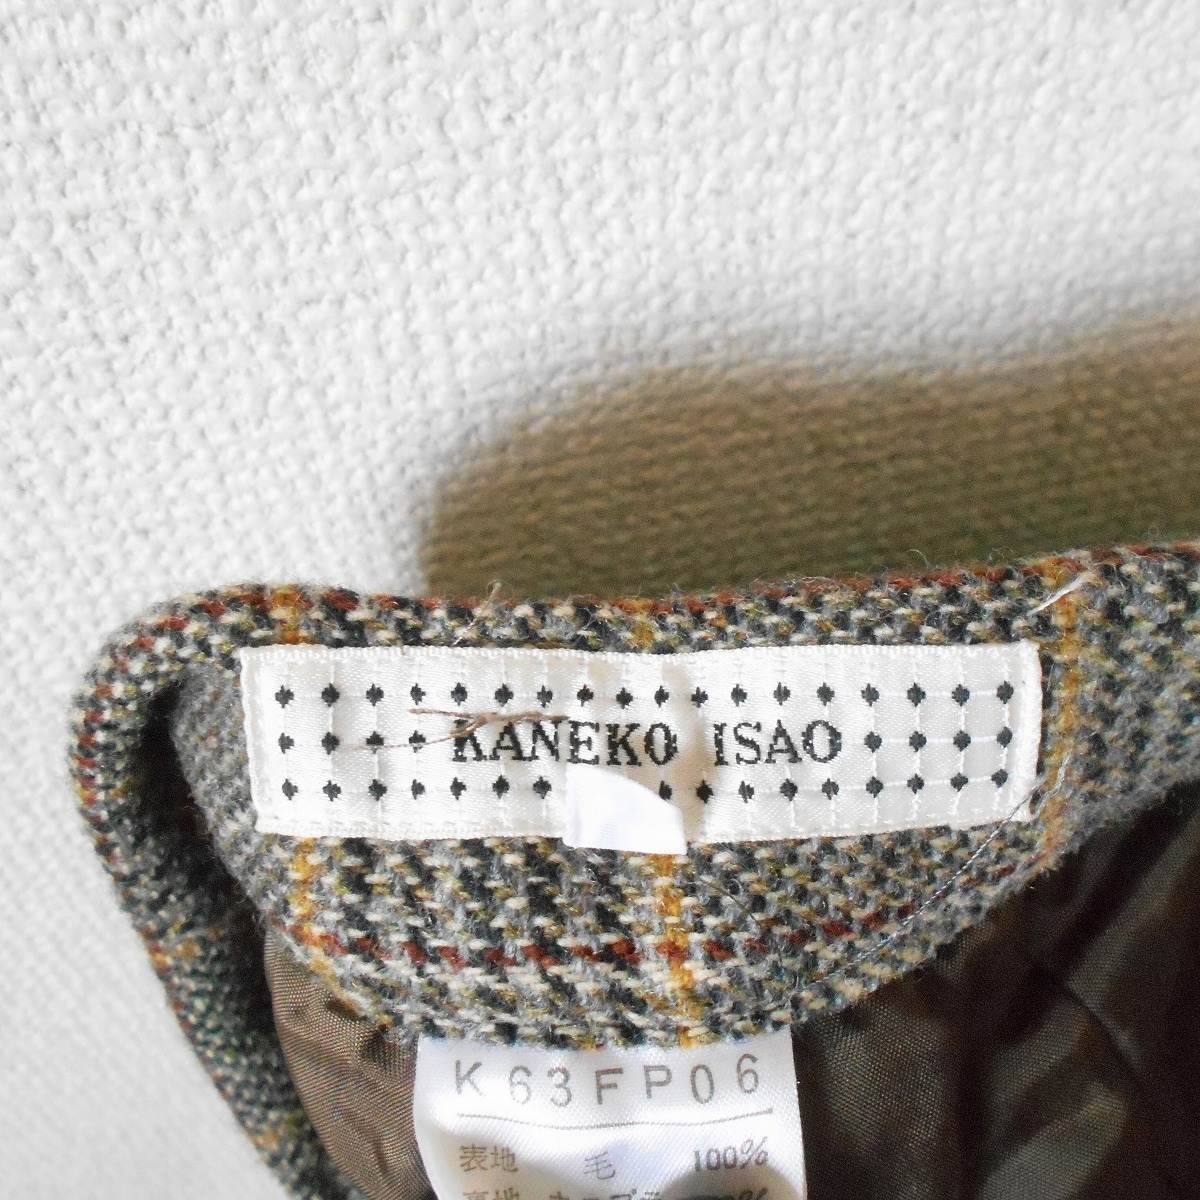 KANEKO ISAO
K63FP06
表地 毛 100%